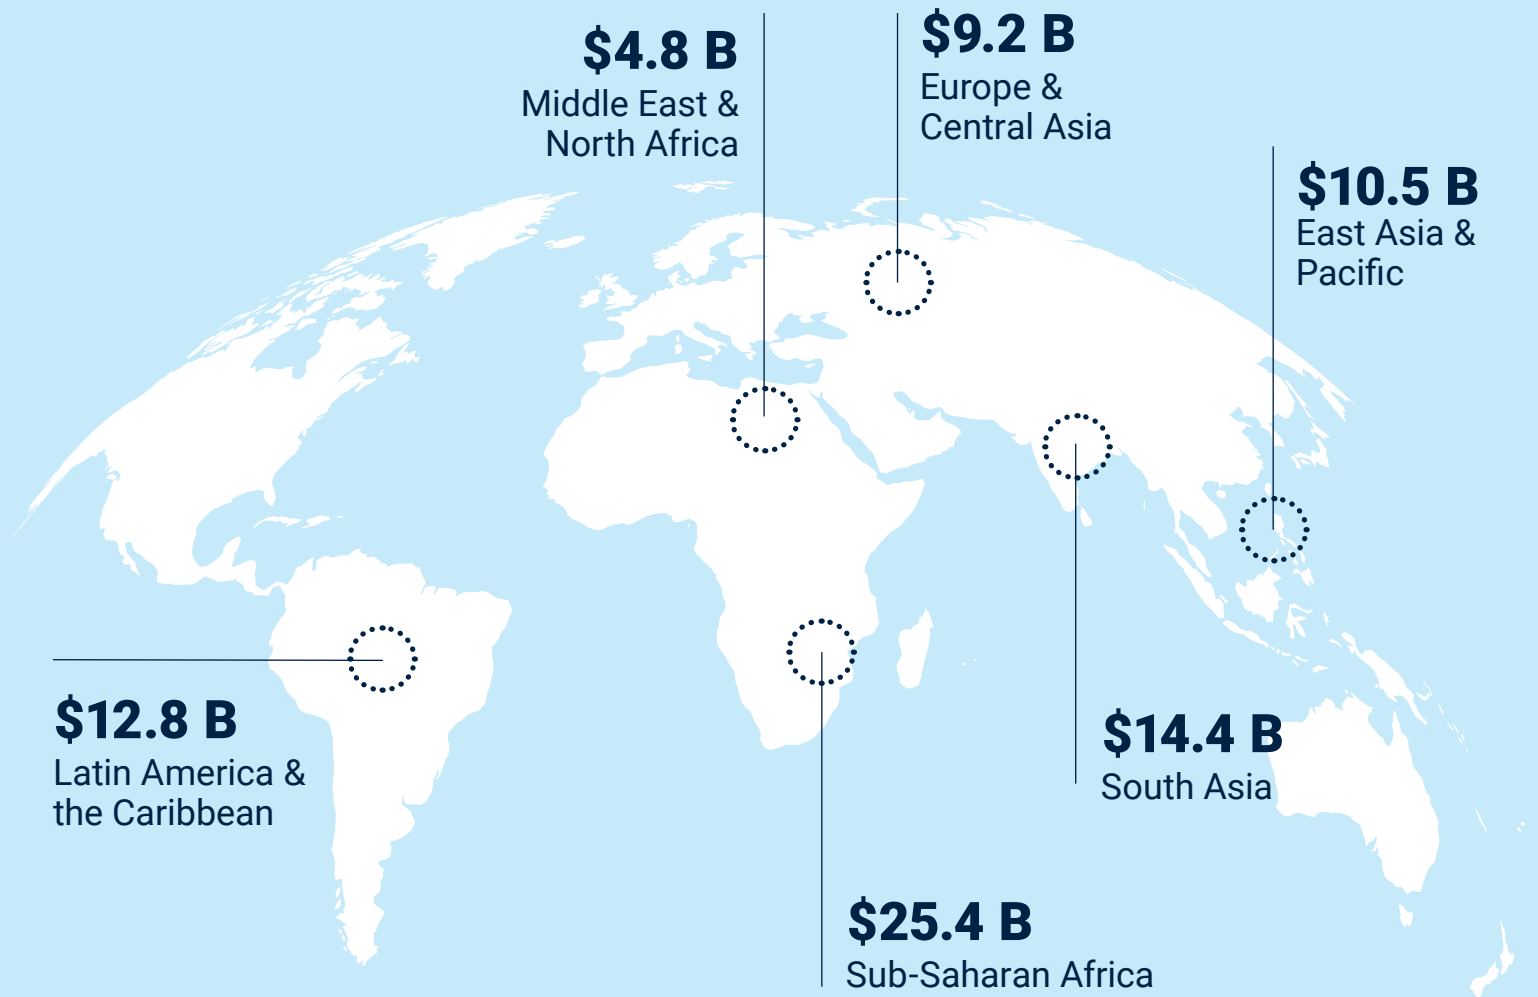 $4.8 B
Middle East &
North Africa
$9.2 B
Europe &
Central Asia
$10.5 B
East Asia &
Pacific
$12.8 B
Latin America &
the Caribbean
$14.4 B
South Asia
$25.4 B
Sub-Saharan Africa